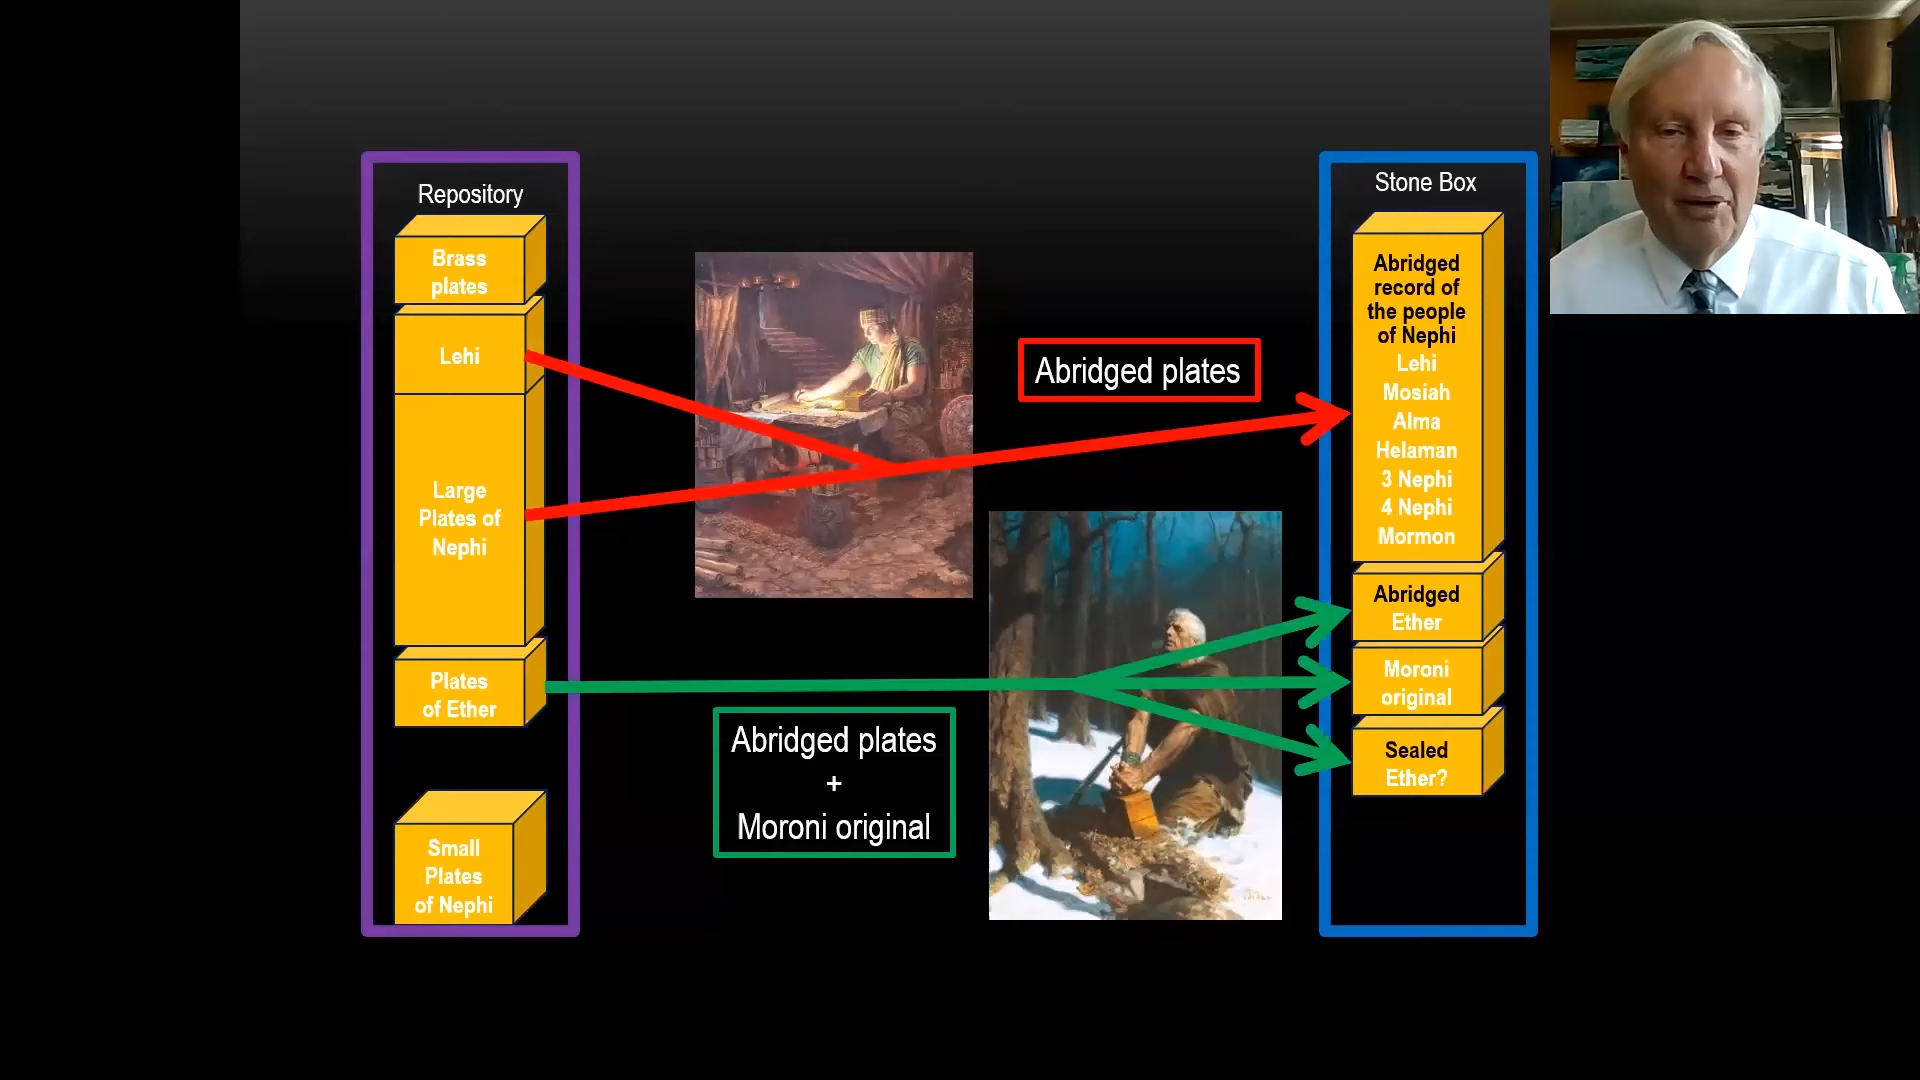 Repository
Brass
plates
Lehi
Large
Plates of
Nephi
Plates
of Ether
Small
Plates
of Nephi
Abridged plates
Abridged plates
+
Moroni original
Stone Box
Abridged
record of
the people
of Nephi
Lehi
Mosiah
Alma
Helaman
3 Nephi
4 Nephi
Mormon
Abridged
Ether
Moroni
original
Sealed
Ether?